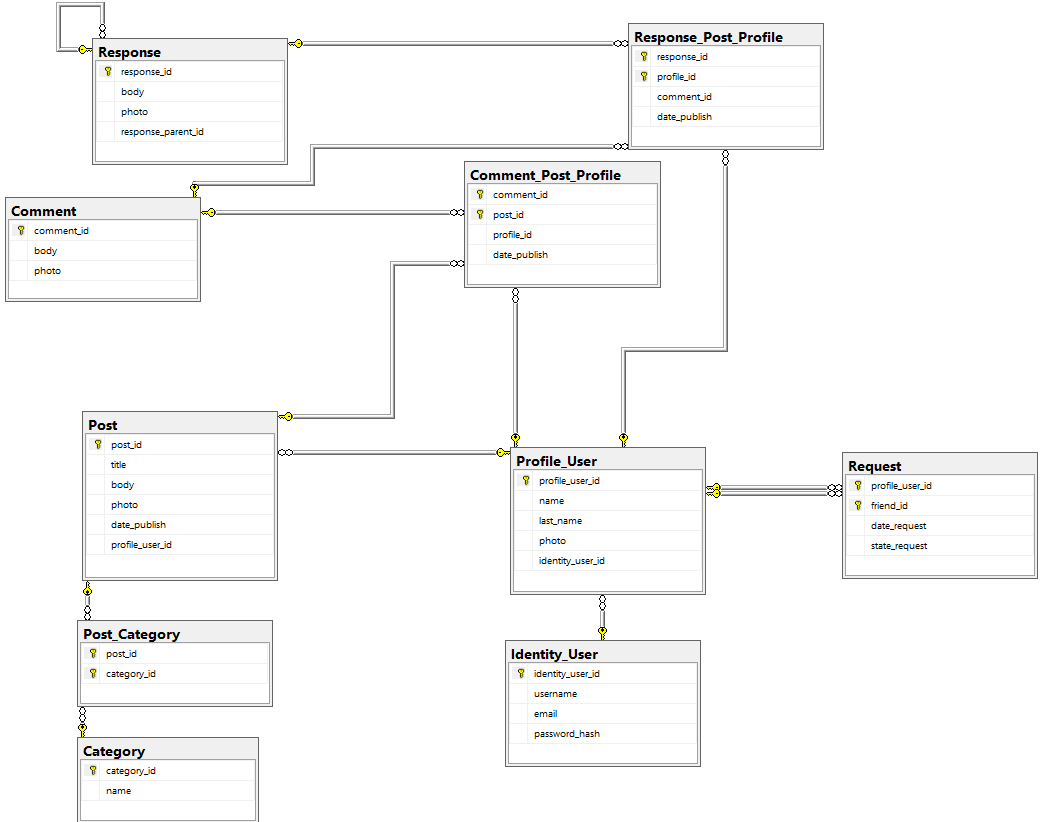 Response
response_id
body
photo
response_parent_id
Response_Post_Profile
response_id
profile_id
comment_id
date_publish
Comment_Post_Profile
comment_id
post_id
profile_id
date_publish
Comment
comment_id
body
photo
Post
post_id
title
body
photo
date_publish
profile_user_id
Profile_User
profile_user_id
name
last_name
photo
identity_user_id
Request
profile_user_id
friend_id
date_request
state_request
Post_Category
post_id
category_id
Identity_User
identity_user_id
username
email
password_hash
Category
category_id
name